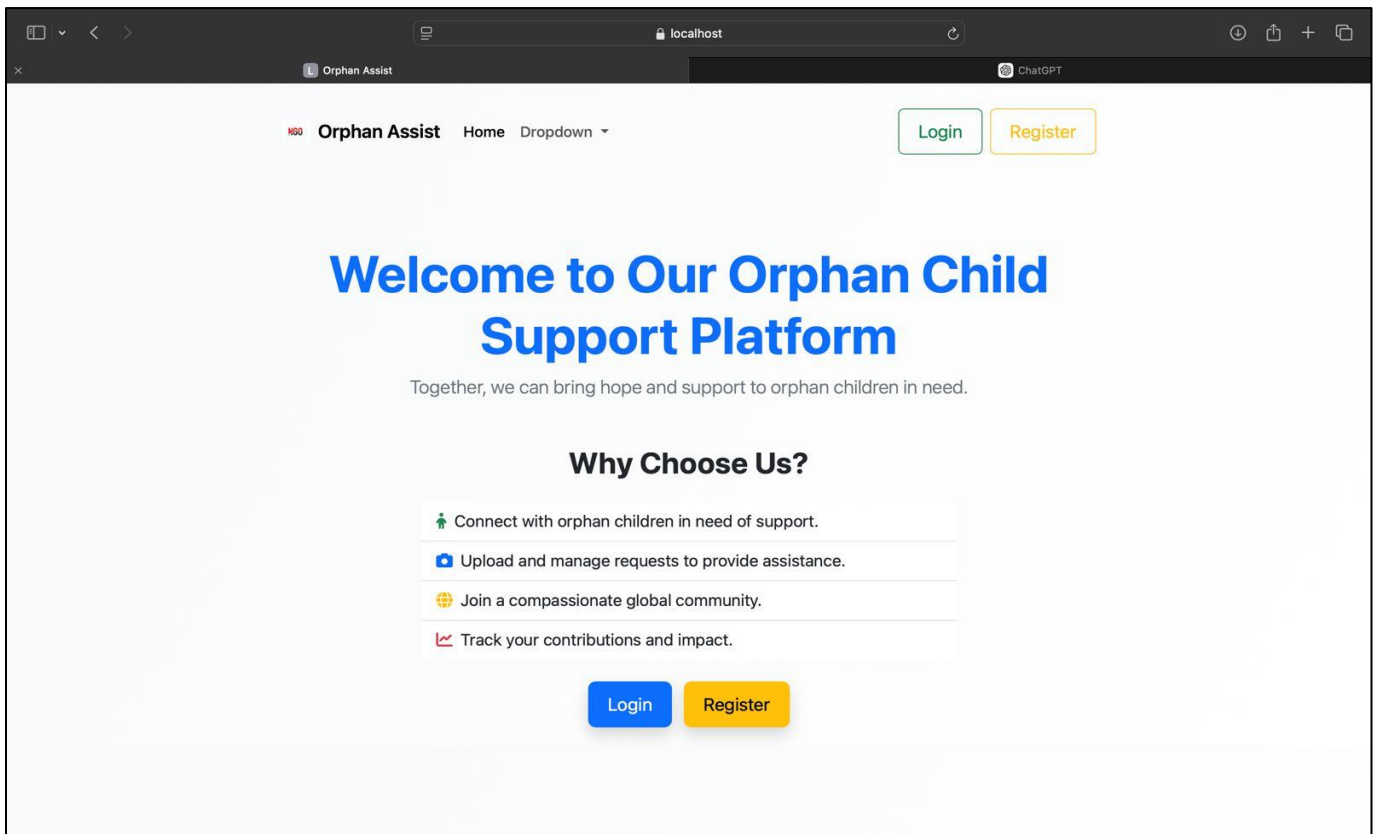 localhost
L Orphan Assist
ChatGPT
NGO Orphan Assist Home Dropdown Login Register
Welcome to Our Orphan Child
Support Platform
Together, we can bring hope and support to orphan children in need.
Why Choose Us?
Connect with orphan children in need of support.
Upload and manage requests to provide assistance.
Join a compassionate global community.
Track your contributions and impact.
Login Register